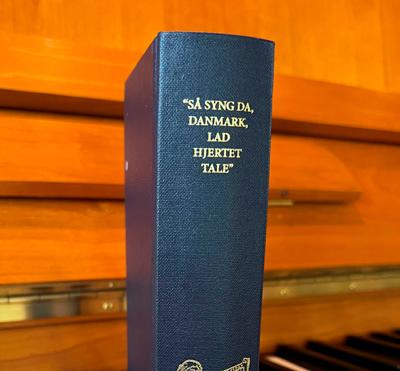 “SÅ SYNG DA,
DANMARK,
LAD
HJERTET
TALE”